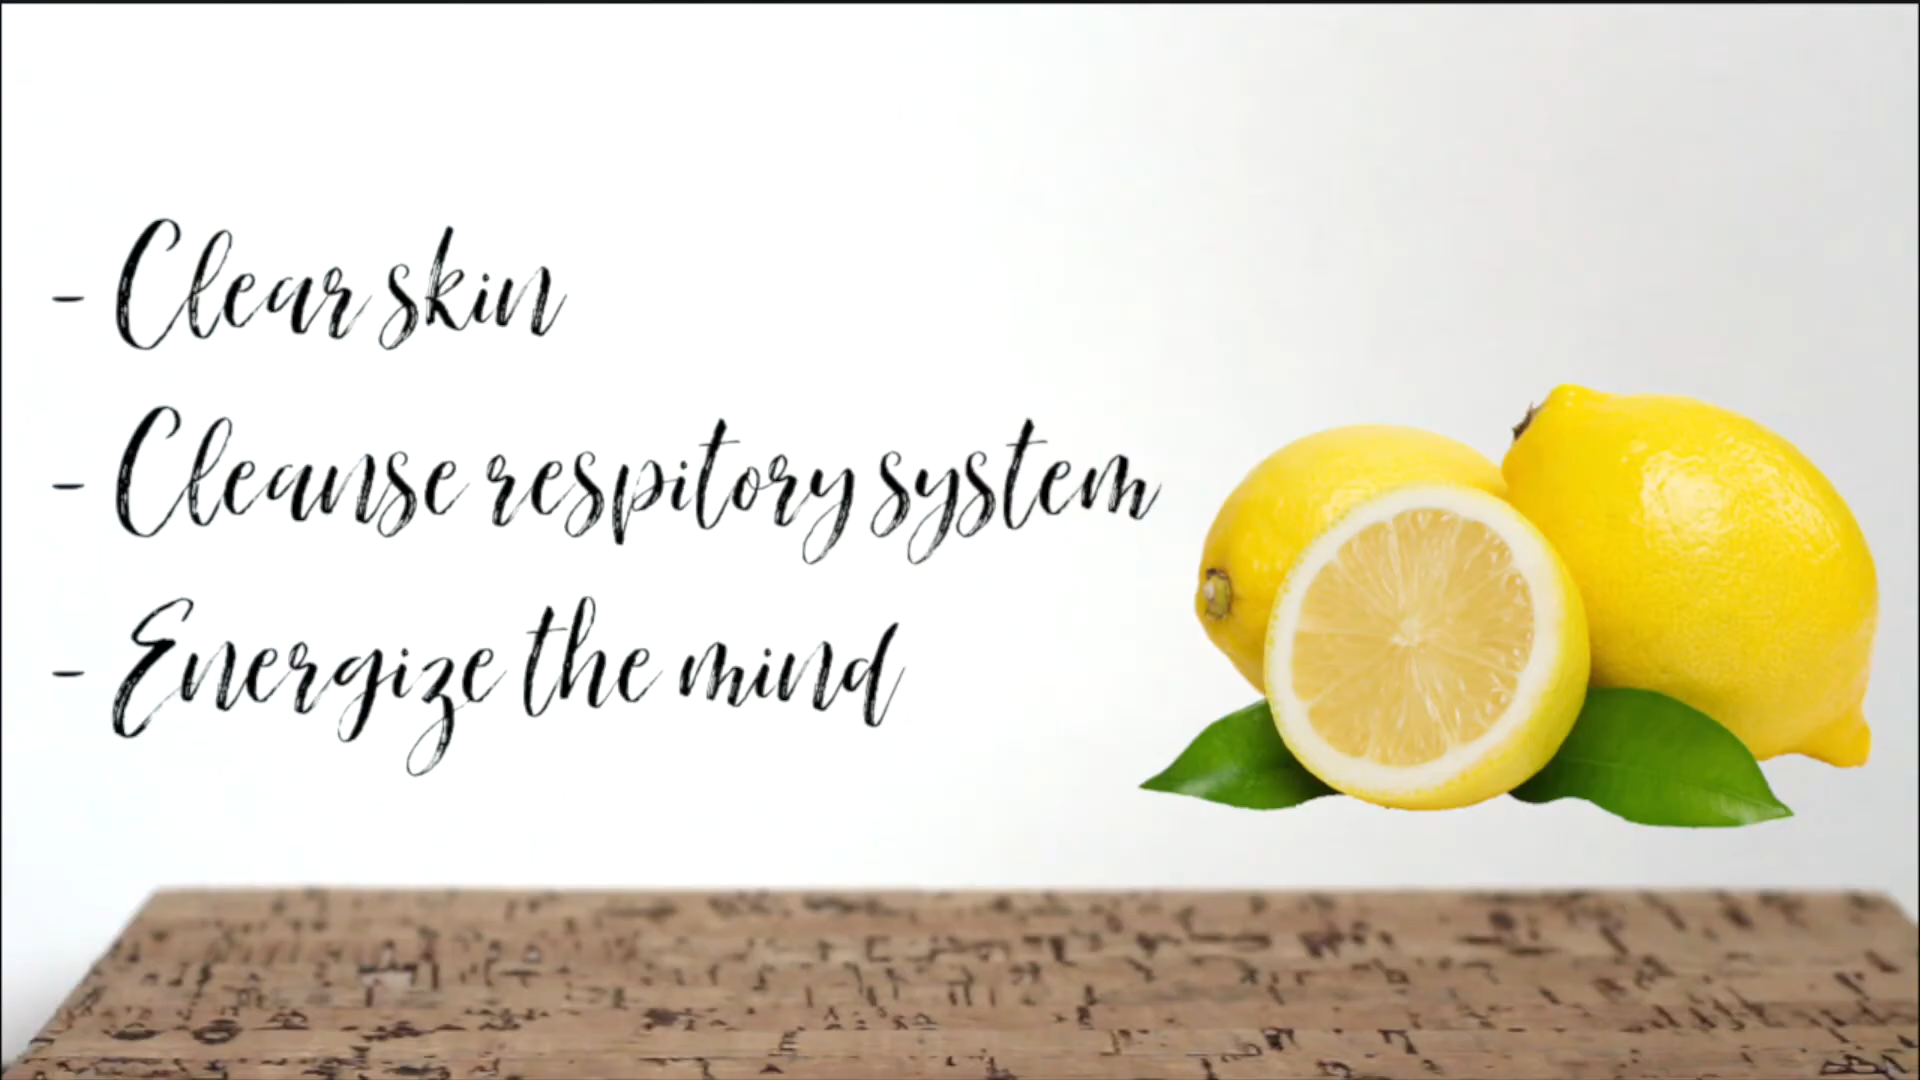 - Clear skin
- Cleanse respitory system
- Energize the mind